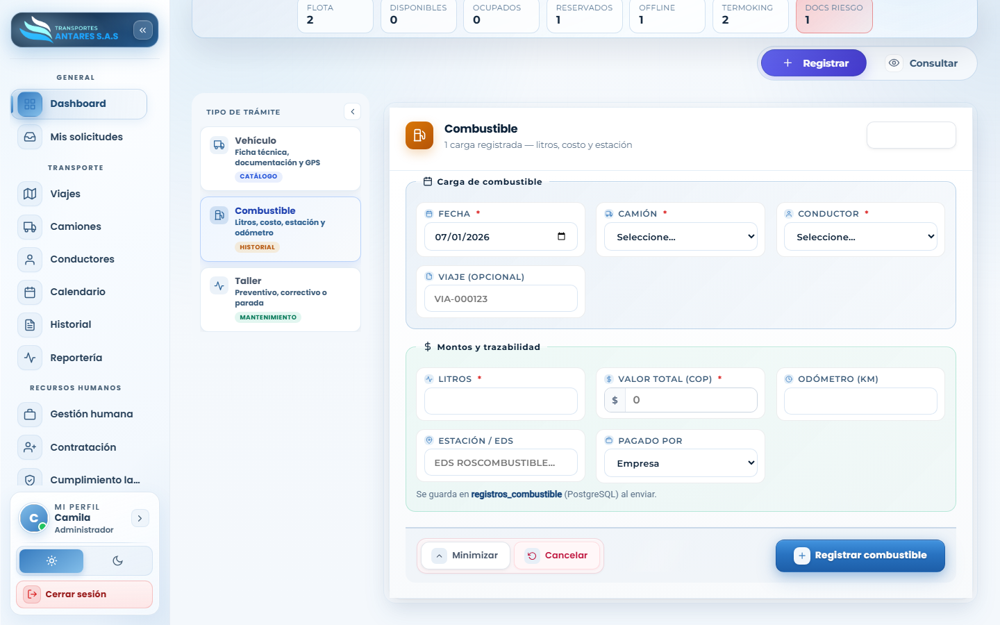 TRANSPORTES
ANTARES S.A.S
GENERAL
Dashboard
Mis solicitudes
TRANSPORTE
Viajes
Camiones
Conductores
Calendario
Historial
Reportería
RECURSOS HUMANOS
Gestión humana
Contratación
Cumplimiento la...
MI PERFIL
C
Camila
Administrador
Cerrar sesión
FLOTA
2
DISPONIBLES
0
OCUPADOS
0
RESERVADOS
1
OFFLINE
1
TERMOKING
2
DOCS RIESGO
1
Registrar
Consultar
TIPO DE TRÁMITE
Vehículo
Ficha técnica,
documentación y GPS
CATÁLOGO
Combustible
Litros, costo, estación y
odómetro
HISTORIAL
Taller
Preventivo, correctivo o
parada
MANTENIMIENTO
Combustible
1 carga registrada — litros, costo y estación
Carga de combustible
FECHA *
07/01/2026
CAMIÓN *
Seleccione...
CONDUCTOR *
Seleccione...
VIAJE (OPCIONAL)
VIA-000123
Montos y trazabilidad
LITROS *
VALOR TOTAL (COP) *
$ 0
ODÓMETRO (KM)
ESTACIÓN / EDS
EDS ROSCOMBUSTIBLE...
PAGADO POR
Empresa
Se guarda en registros_combustible (PostgreSQL) al enviar.
Minimizar
Cancelar
Registrar combustible